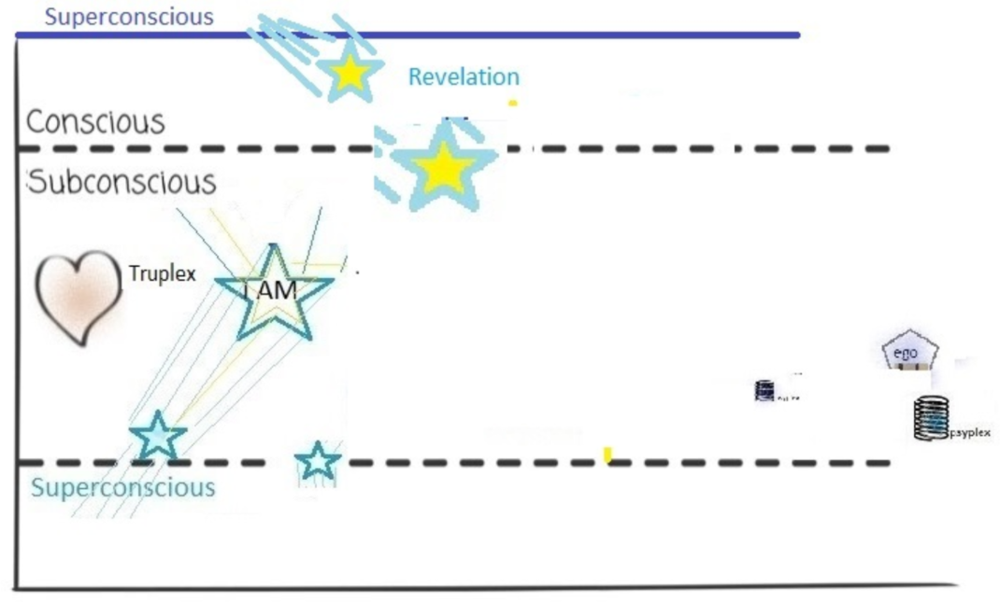 Superconscious
Revelation
Conscious
Subconscious
Truplex
I AM
ego
psyplex
Superconscious